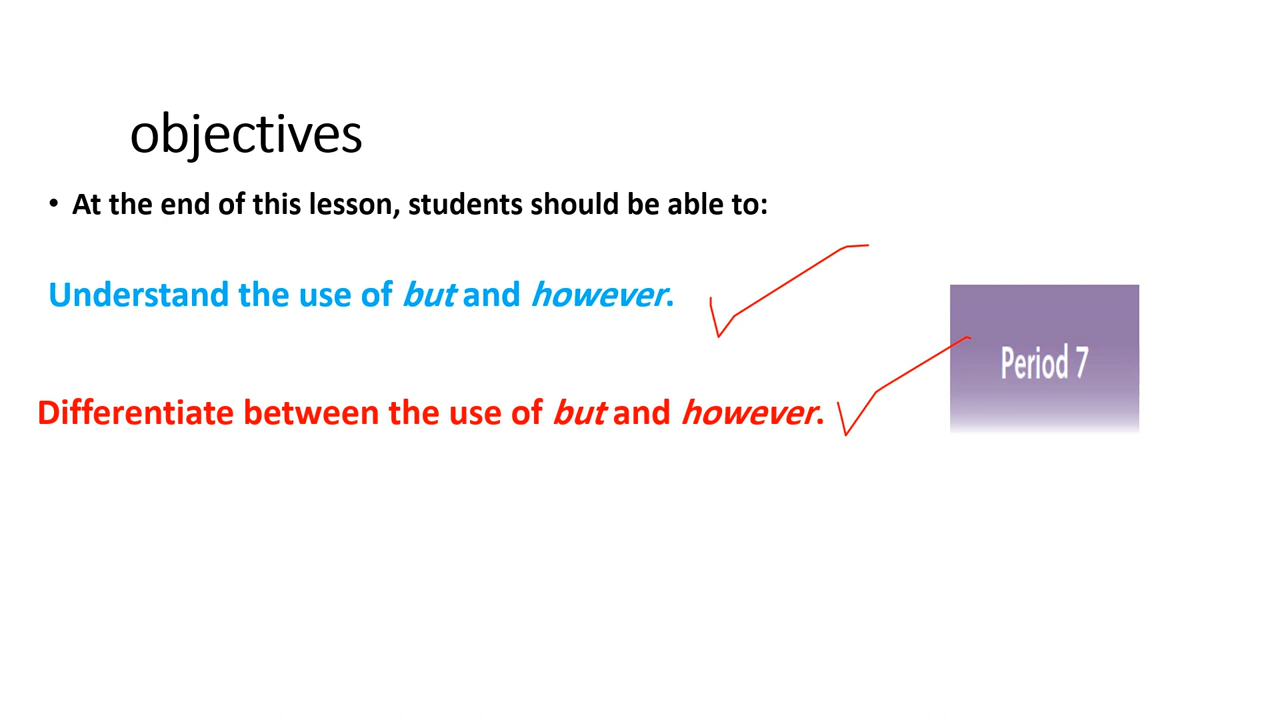 objectives
• At the end of this lesson, students should be able to:
Understand the use of but and however.
Period 7
Differentiate between the use of but and however.